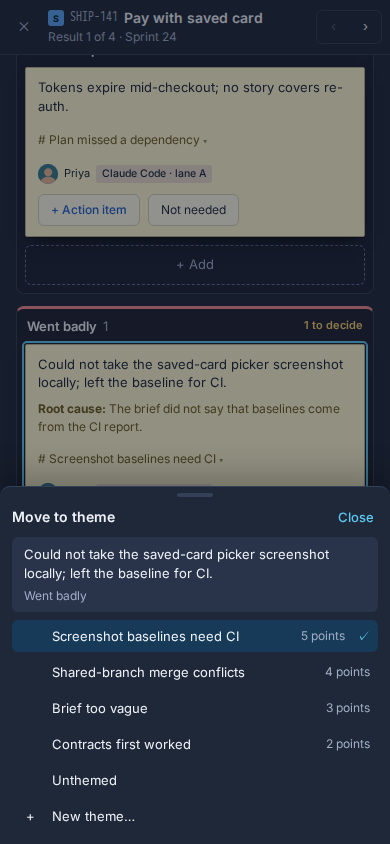 S SHIP-141 Pay with saved card
Result 1 of 4 · Sprint 24
Tokens expire mid-checkout; no story covers re-
auth.
# Plan missed a dependency
Priya Claude Code · lane A
+ Action item Not needed
+ Add
Went badly 1 1 to decide
Could not take the saved-card picker screenshot
locally; left the baseline for CI.
Root cause: The brief did not say that baselines come
from the CI report.
# Screenshot baselines need CI
Move to theme Close
Could not take the saved-card picker screenshot
locally; left the baseline for CI.
Went badly
Screenshot baselines need CI 5 points ✓
Shared-branch merge conflicts 4 points
Brief too vague 3 points
Contracts first worked 2 points
Unthemed
+ New theme...